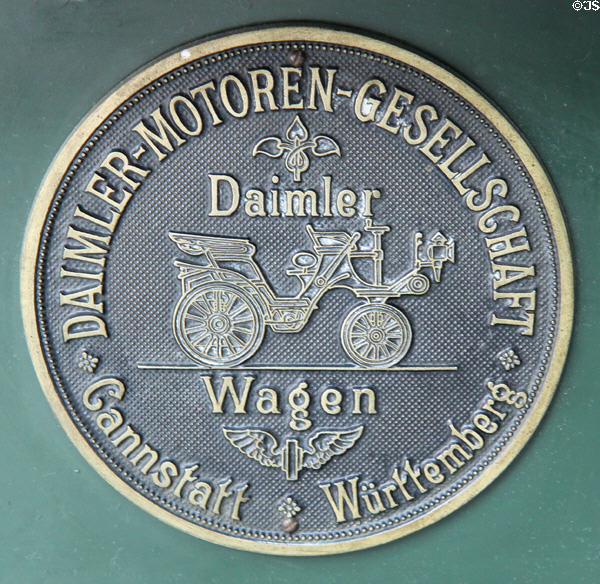 DAIMLER-MOTOREN-GESELLSCHAFT
Daimler
Wagen
Cannstatt
Württemberg
©JS